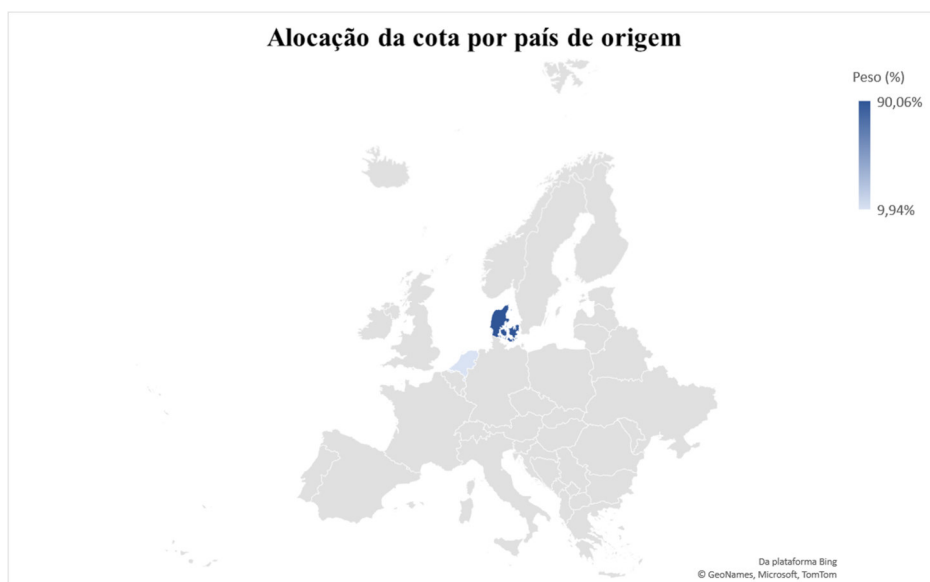 Alocação da cota por país de origem
Peso (%)
90,06%
9,94%
Da plataforma Bing
© GeoNames, Microsoft, TomTom